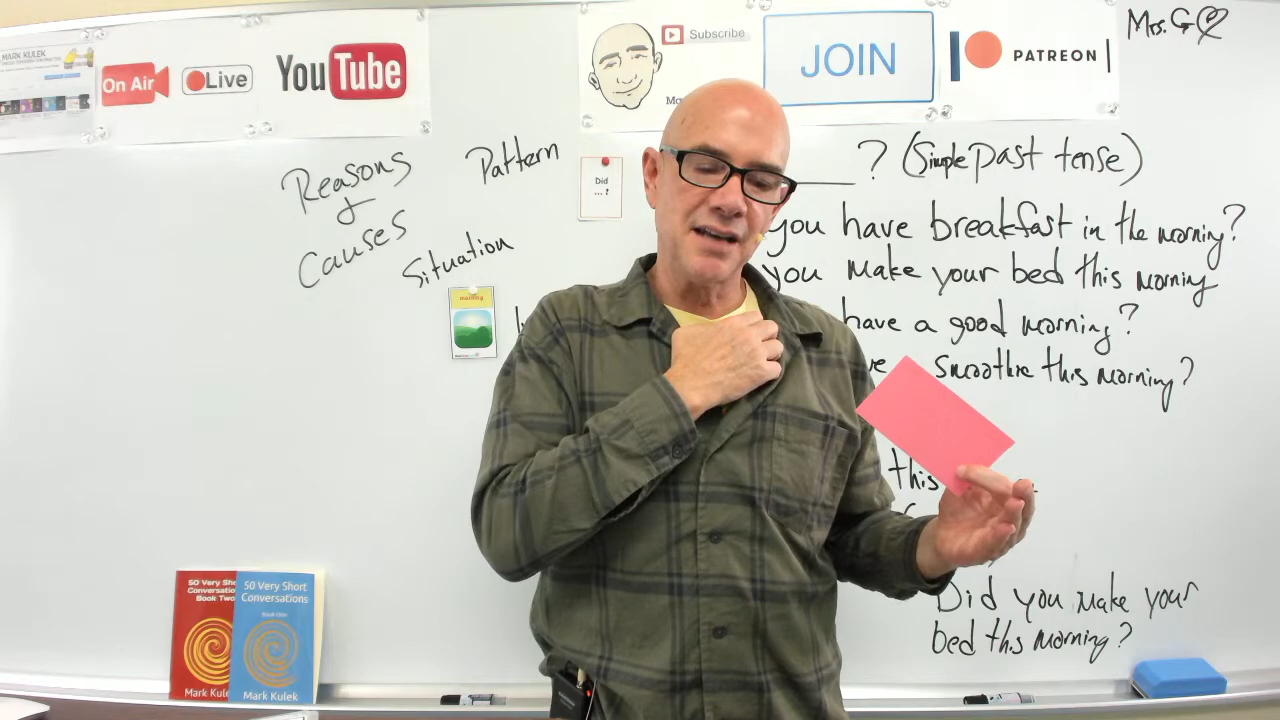 MARK KULEK
On Air
Live
YouTube
Subscribe
JOIN
PATREON
Mrs. G
Reasons
Causes
Pattern
Situation
Did
...?
morning
? (Simple past tense)
you have breakfast in the morning?
you make your bed this morning
have a good morning?
smoothie this morning?
this
Did you make your
bed this morning?
50 Very Short
Book Two
Mark
50 Very Short
Conversations
Book One
Mark Kulek